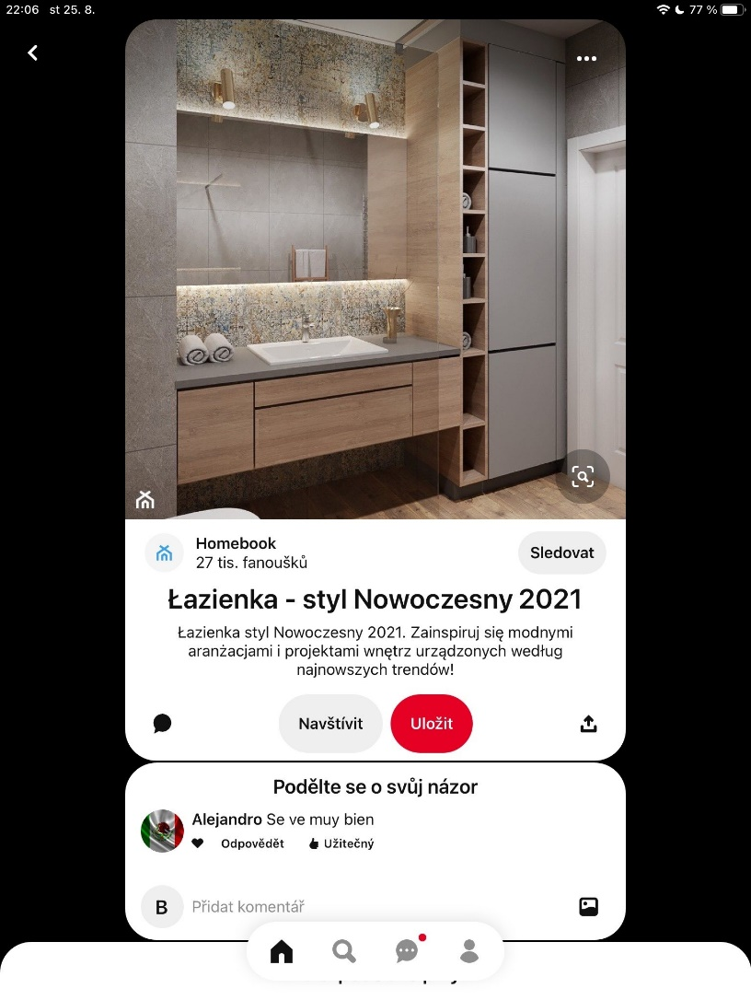 22:06 st 25. 8.
77 %
Homebook
27 tis. fanoušků
Sledovat
Łazienka - styl Nowoczesny 2021
Łazienka styl Nowoczesny 2021. Zainspiruj się modnymi
aranżacjami i projektami wnętrz urządzonych według
najnowszych trendów!
Navštívit
Uložit
Podělte se o svůj názor
Alejandro Se ve muy bien
Odpovědět
Užitečný
B
Přidat komentář